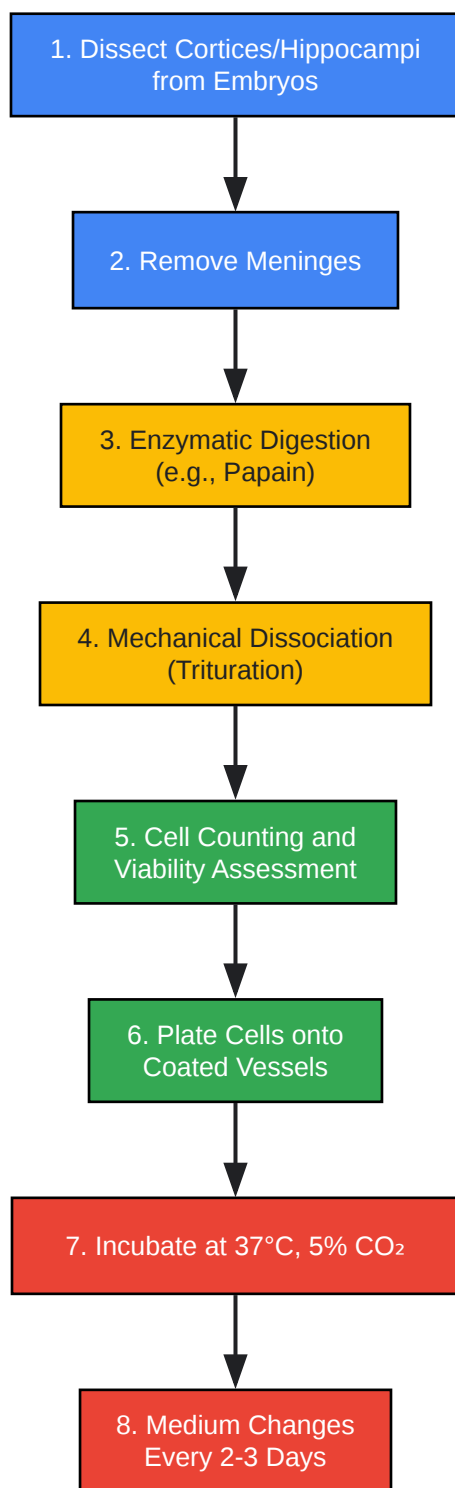 1. Dissect Cortices/Hippocampi
from Embryos
2. Remove Meninges
3. Enzymatic Digestion
(e.g., Papain)
4. Mechanical Dissociation
(Trituration)
5. Cell Counting and
Viability Assessment
6. Plate Cells onto
Coated Vessels
7. Incubate at 37°C, 5% CO₂
8. Medium Changes
Every 2-3 Days